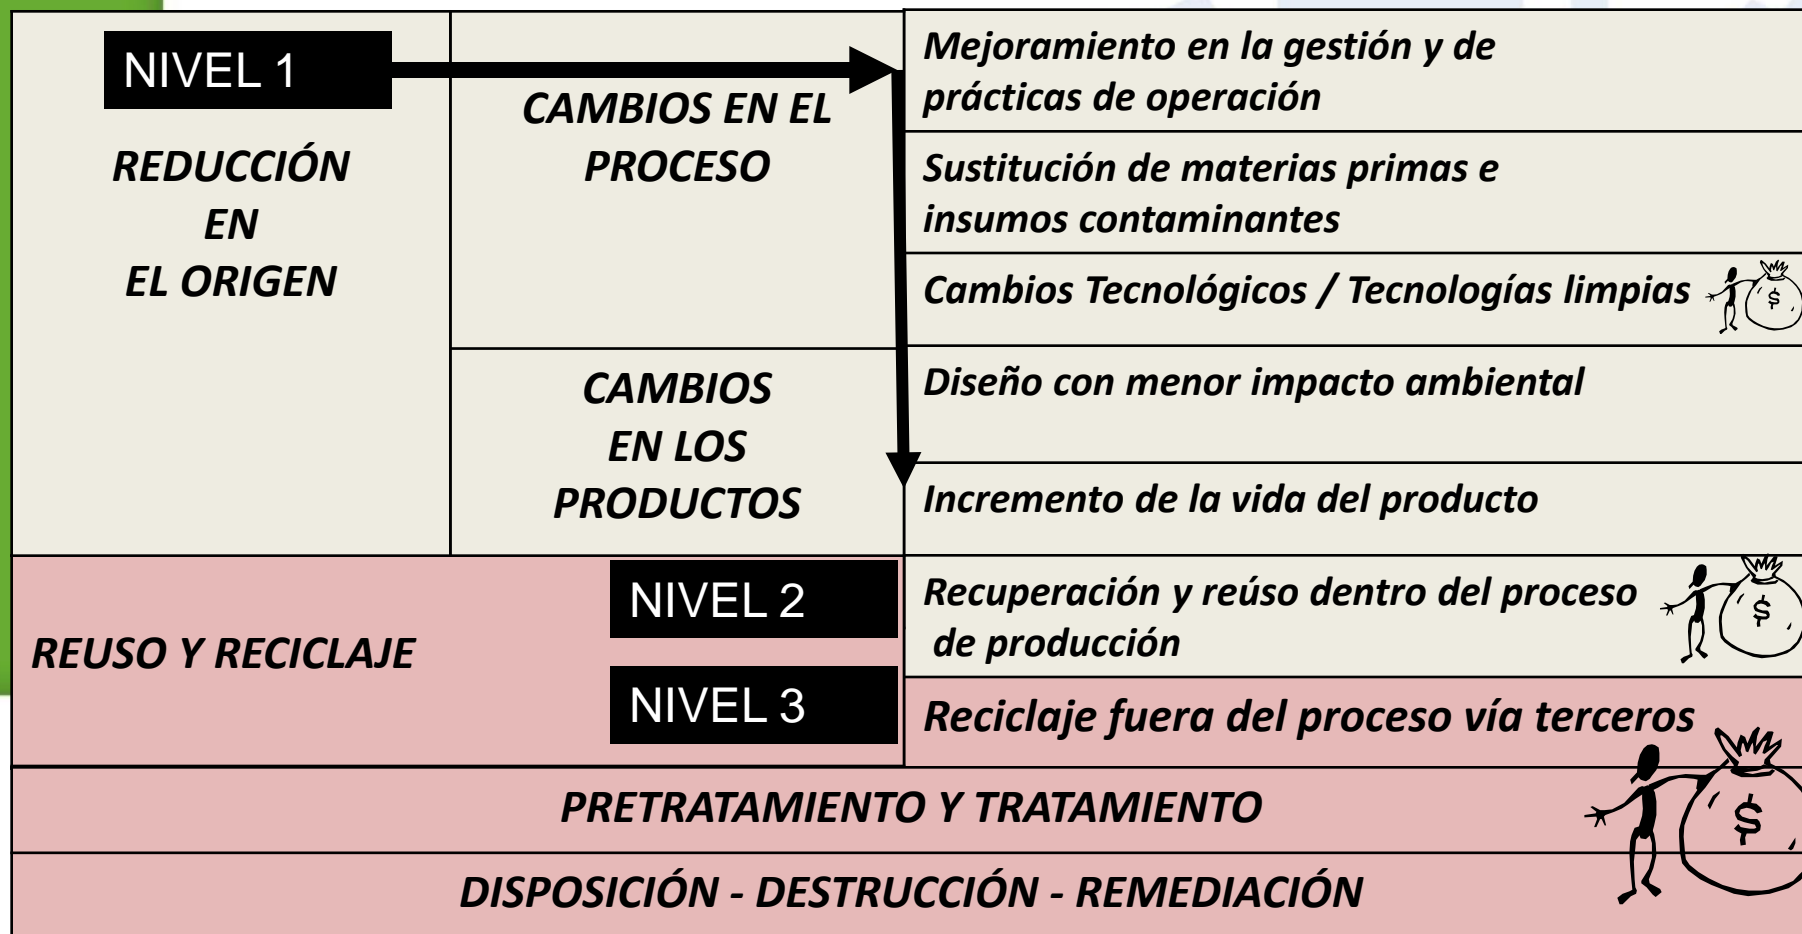 NIVEL 1
REDUCCIÓN
EN
EL ORIGEN
CAMBIOS EN EL
PROCESO
Mejoramiento en la gestión y de
prácticas de operación
Sustitución de materias primas e
insumos contaminantes
Cambios Tecnológicos / Tecnologías limpias
$
CAMBIOS
EN LOS
PRODUCTOS
Diseño con menor impacto ambiental
Incremento de la vida del producto
REUSO Y RECICLAJE
NIVEL 2
Recuperación y reúso dentro del proceso
de producción
$
NIVEL 3
Reciclaje fuera del proceso vía terceros
PRETRATAMIENTO Y TRATAMIENTO
$
DISPOSICIÓN - DESTRUCCIÓN - REMEDIACIÓN